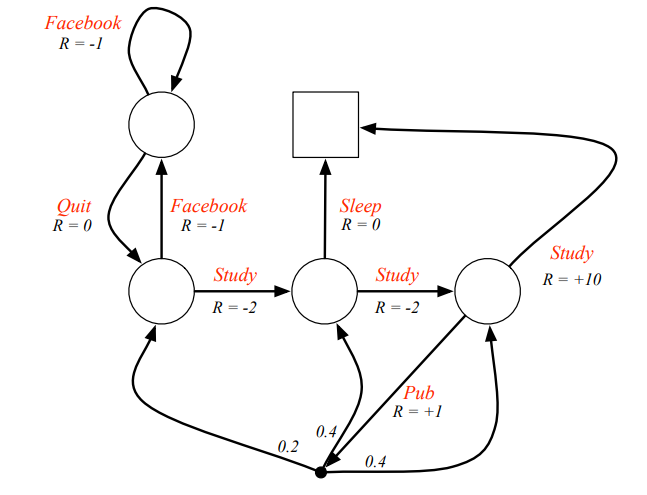 Facebook
R = -1
Quit
R = 0
Facebook
R = -1
Sleep
R = 0
Study
R = +10
Study
R = -2
Study
R = -2
Pub
R = +1
0.2
0.4
0.4